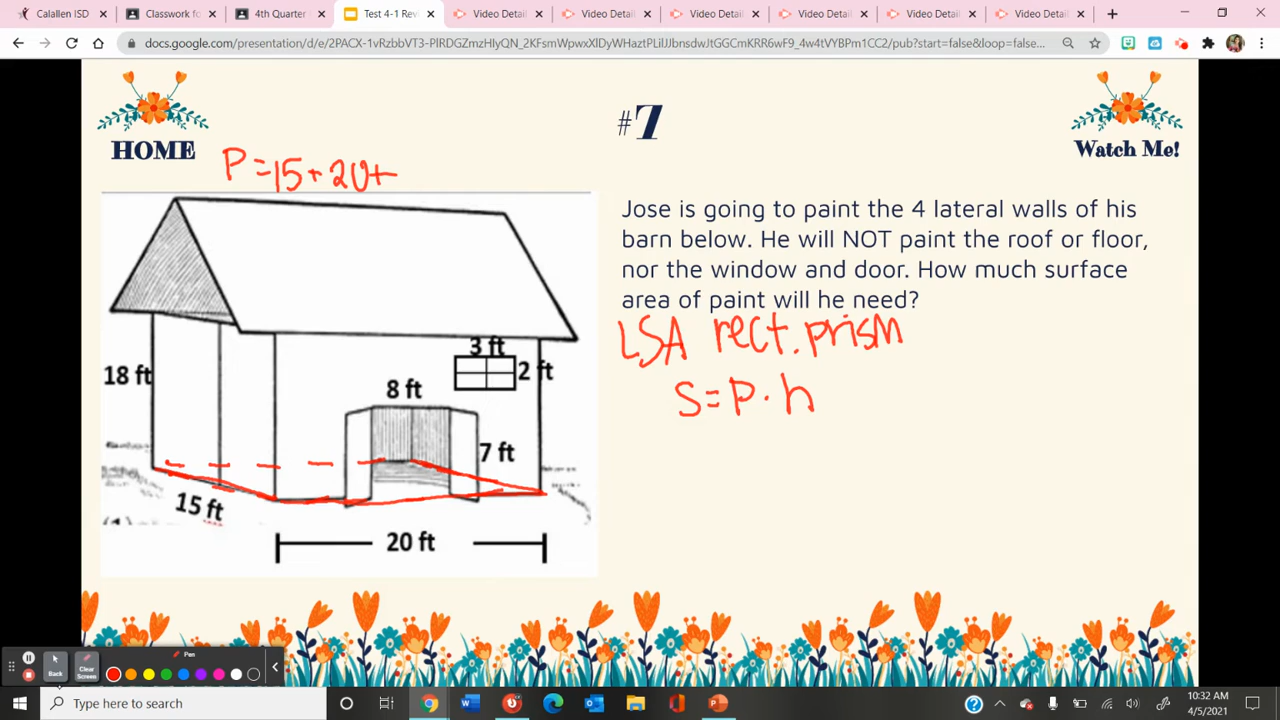 Calallen ISD
Classwork for
4th Quarter
Test 4-1 Rev
Video Detail
Video Detail
Video Detail
Video Detail
Video Detail
Video Detail
docs.google.com/presentation/d/e/2PACX-1vRzbbVT3-PlRDGZmzHIyQN_2KFsmWpwxXlDyWHaztPLilJJbnsdwJtGGCmKRR6wF9_4w4tVYBPm1CC2/pub?start=false&loop=false...
#7
HOME
Watch Me!
P=15+20+
Jose is going to paint the 4 lateral walls of his
barn below. He will NOT paint the roof or floor,
nor the window and door. How much surface
area of paint will he need?
LSA rect. prism
S=P·h
3 ft
2 ft
18 ft
8 ft
7 ft
15 ft
20 ft
Pen
Back
Clear
Screen
Type here to search
10:32 AM
4/5/2021